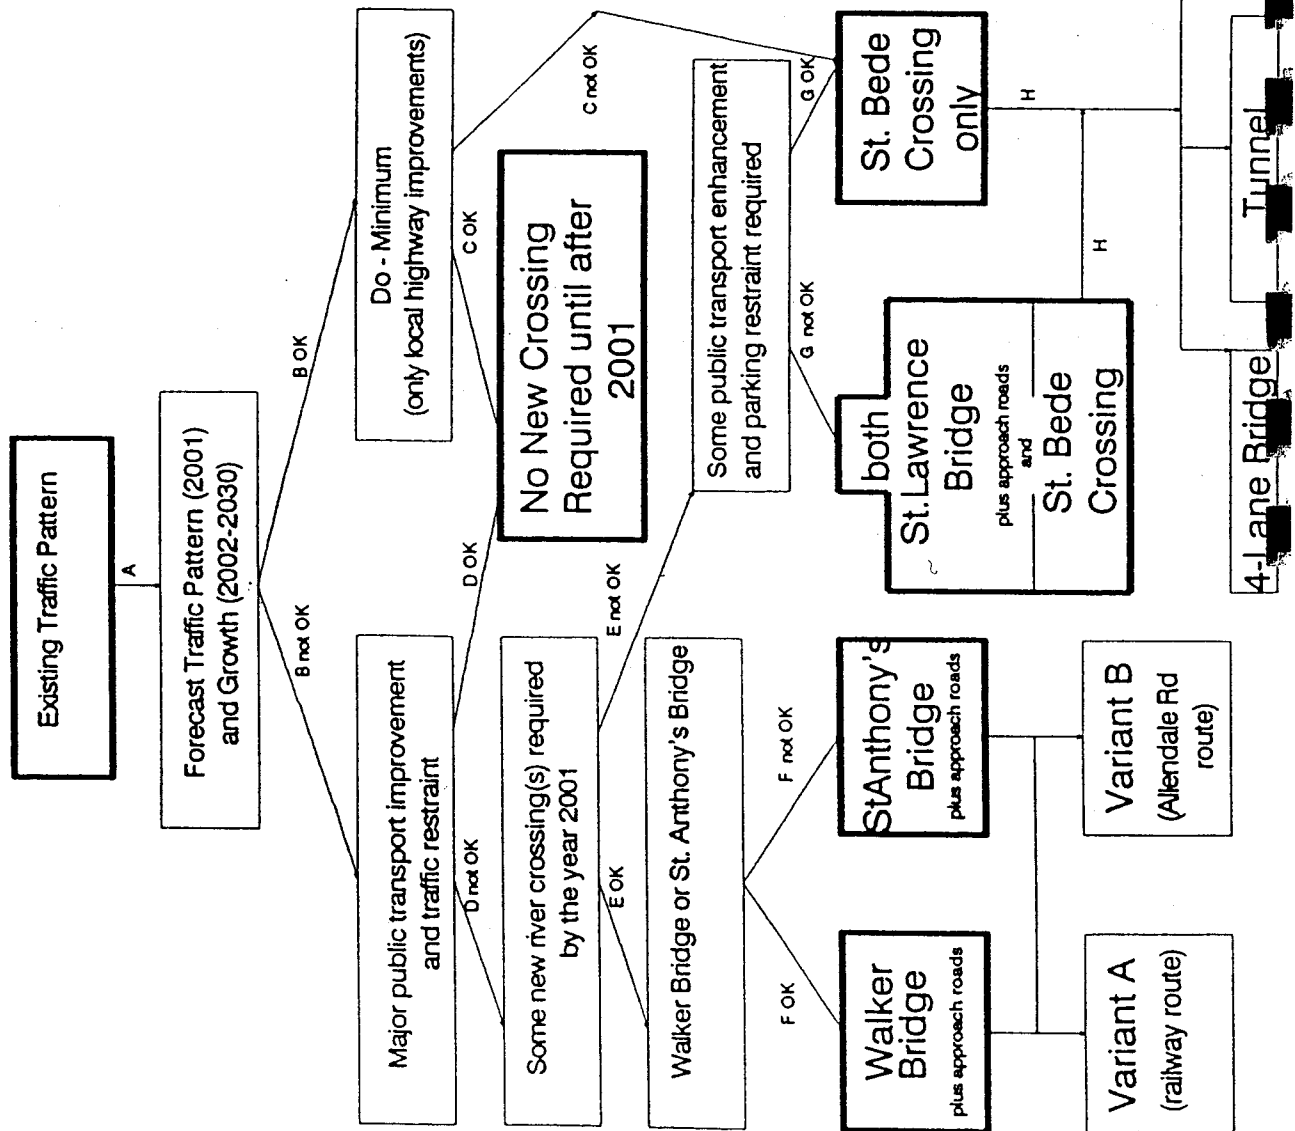 Existing Traffic Pattern
A
Forecast Traffic Pattern (2001)
and Growth (2002-2030)
B not OK
B OK
Major public transport improvement
and traffic restraint
Do - Minimum
(only local highway improvements)
D not OK
D OK
C OK
C not OK
Some new river crossing(s) required
by the year 2001
No New Crossing
Required until after
2001
E OK
E not OK
Walker Bridge or St. Anthony's Bridge
Some public transport enhancement
and parking restraint required
F OK
F not OK
G not OK
G OK
Walker
Bridge
plus approach roads
StAnthony's
Bridge
plus approach roads
both
St.Lawrence
Bridge
plus approach roads
and
St. Bede
Crossing
St. Bede
Crossing
only
H
H
Variant A
(railway route)
Variant B
(Allendale Rd
route)
4-Lane Bridge
Tunnel